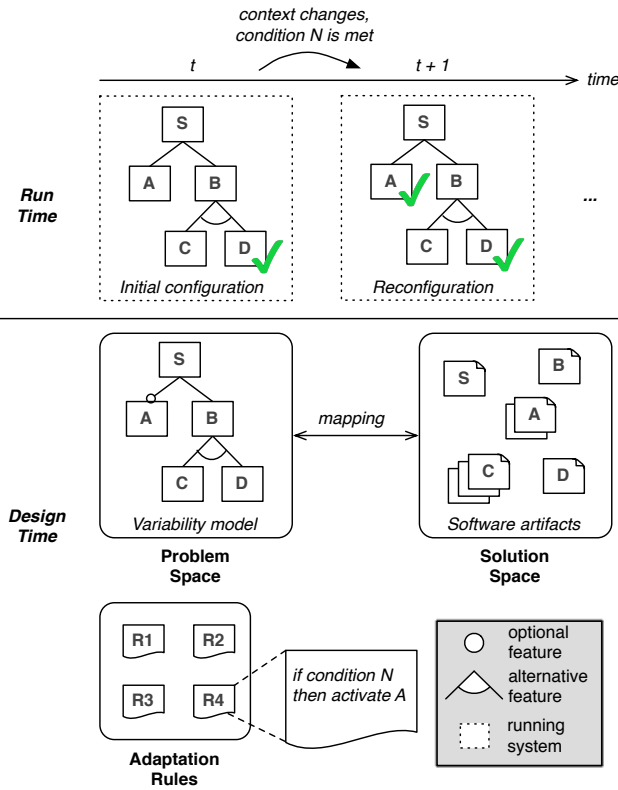 context changes,
condition N is met
t
t + 1
time
S
S
A
B
A
B
Run
Time
...
C
D
C
D
Initial configuration
Reconfiguration
S
A
B
C
D
Variability model
mapping
S
B
A
C
D
Software artifacts
Design
Time
Problem
Space
Solution
Space
R1
R2
R3
R4
if condition N
then activate A
Adaptation
Rules
optional
feature
alternative
feature
running
system